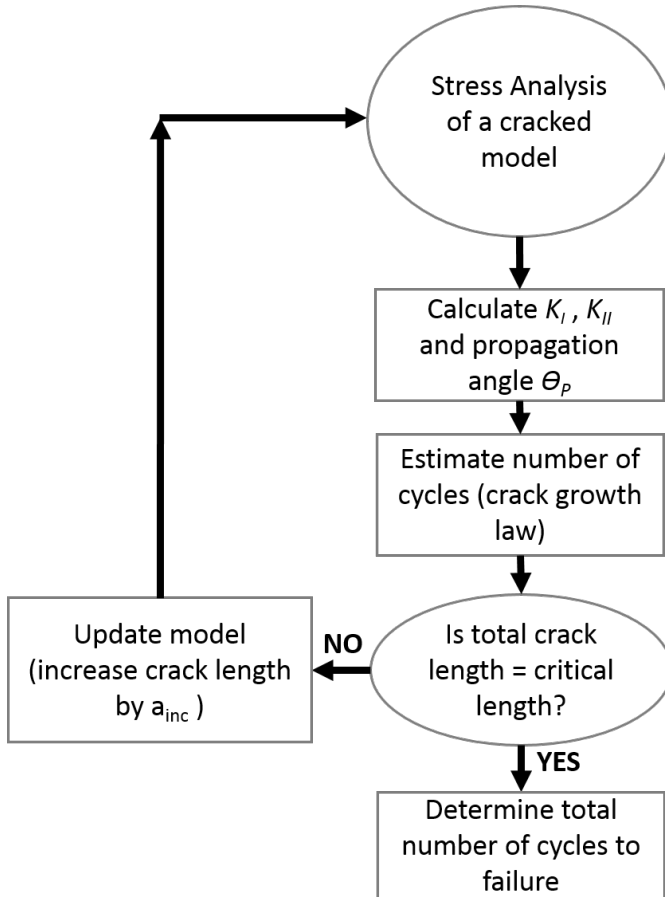 Stress Analysis
of a cracked
model
Calculate K_I , K_II
and propagation
angle Θ_P
Estimate number of
cycles (crack growth
law)
Is total crack
length = critical
length?
NO
Update model
(increase crack length
by a_inc )
YES
Determine total
number of cycles to
failure